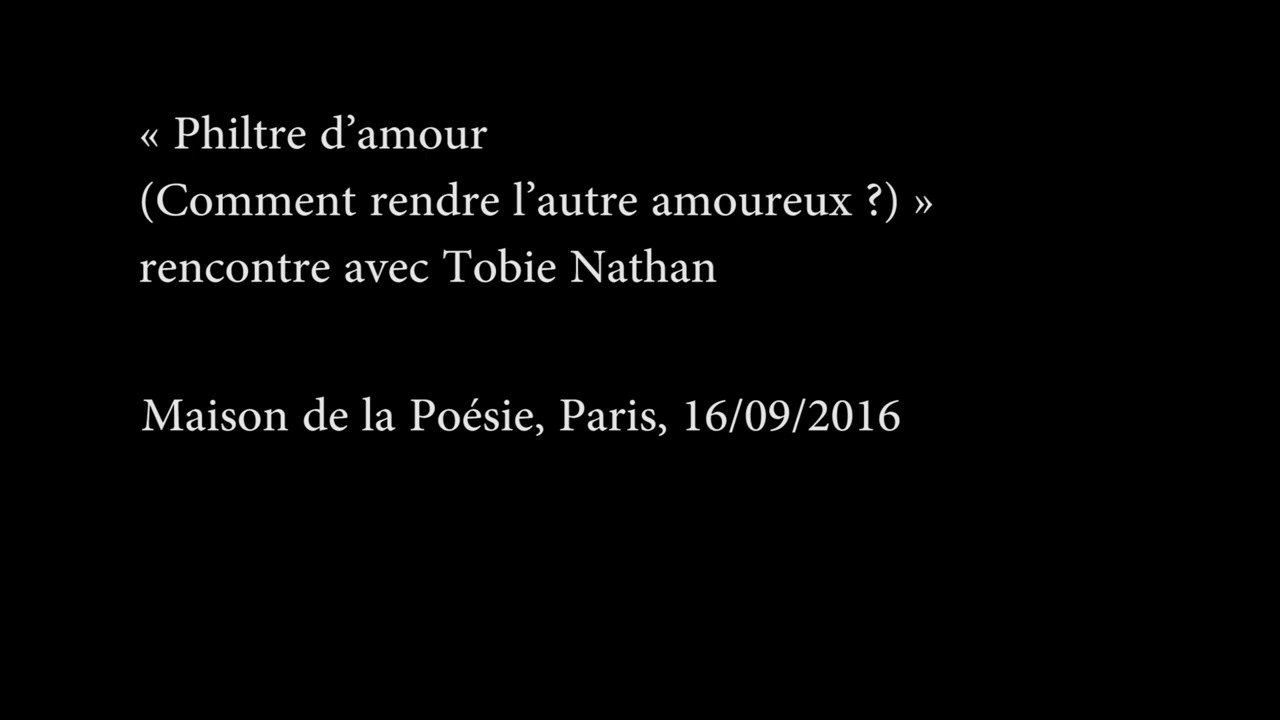 « Philtre d’amour
(Comment rendre l’autre amoureux ?) »
rencontre avec Tobie Nathan
Maison de la Poésie, Paris, 16/09/2016